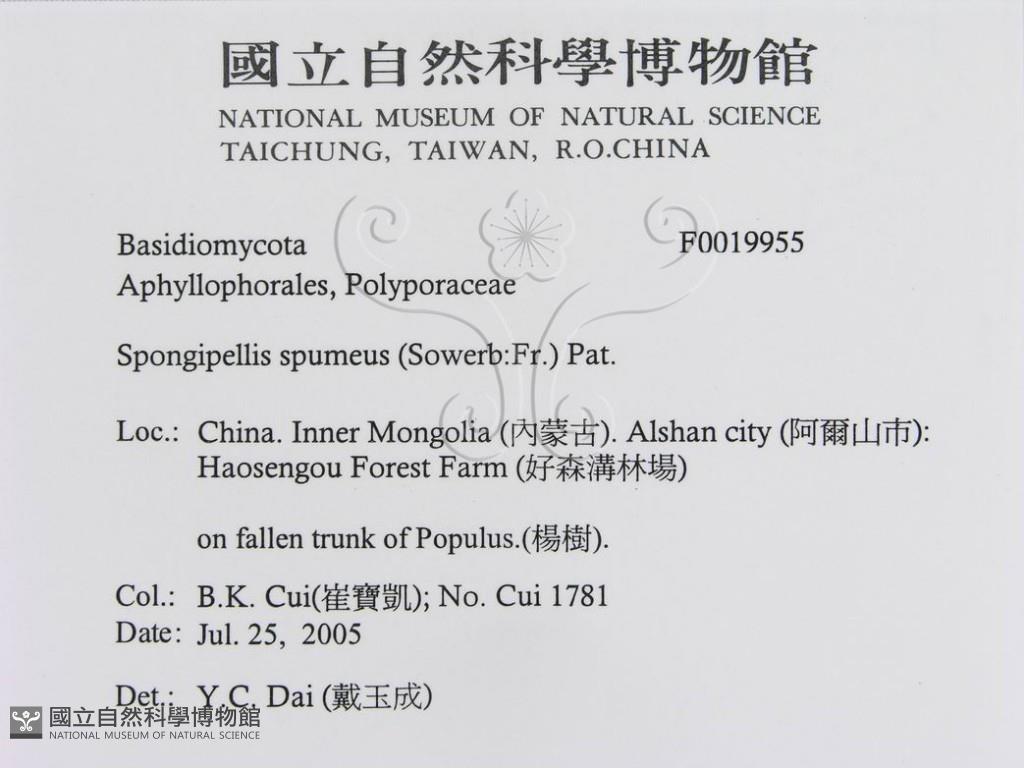 國立自然科學博物館
NATIONAL MUSEUM OF NATURAL SCIENCE
TAICHUNG, TAIWAN, R.O.CHINA
Basidiomycota F0019955
Aphyllophorales, Polyporaceae
Spongipellis spumeus (Sowerb:Fr.) Pat.
Loc.: China. Inner Mongolia (內蒙古). Alshan city (阿爾山市):
Haosengou Forest Farm (好森溝林場)
on fallen trunk of Populus.(楊樹).
Col.: B.K. Cui(崔寶凱); No. Cui 1781
Date: Jul. 25, 2005
Det.: Y.C. Dai (戴玉成)
國立自然科學博物館
NATIONAL MUSEUM OF NATURAL SCIENCE